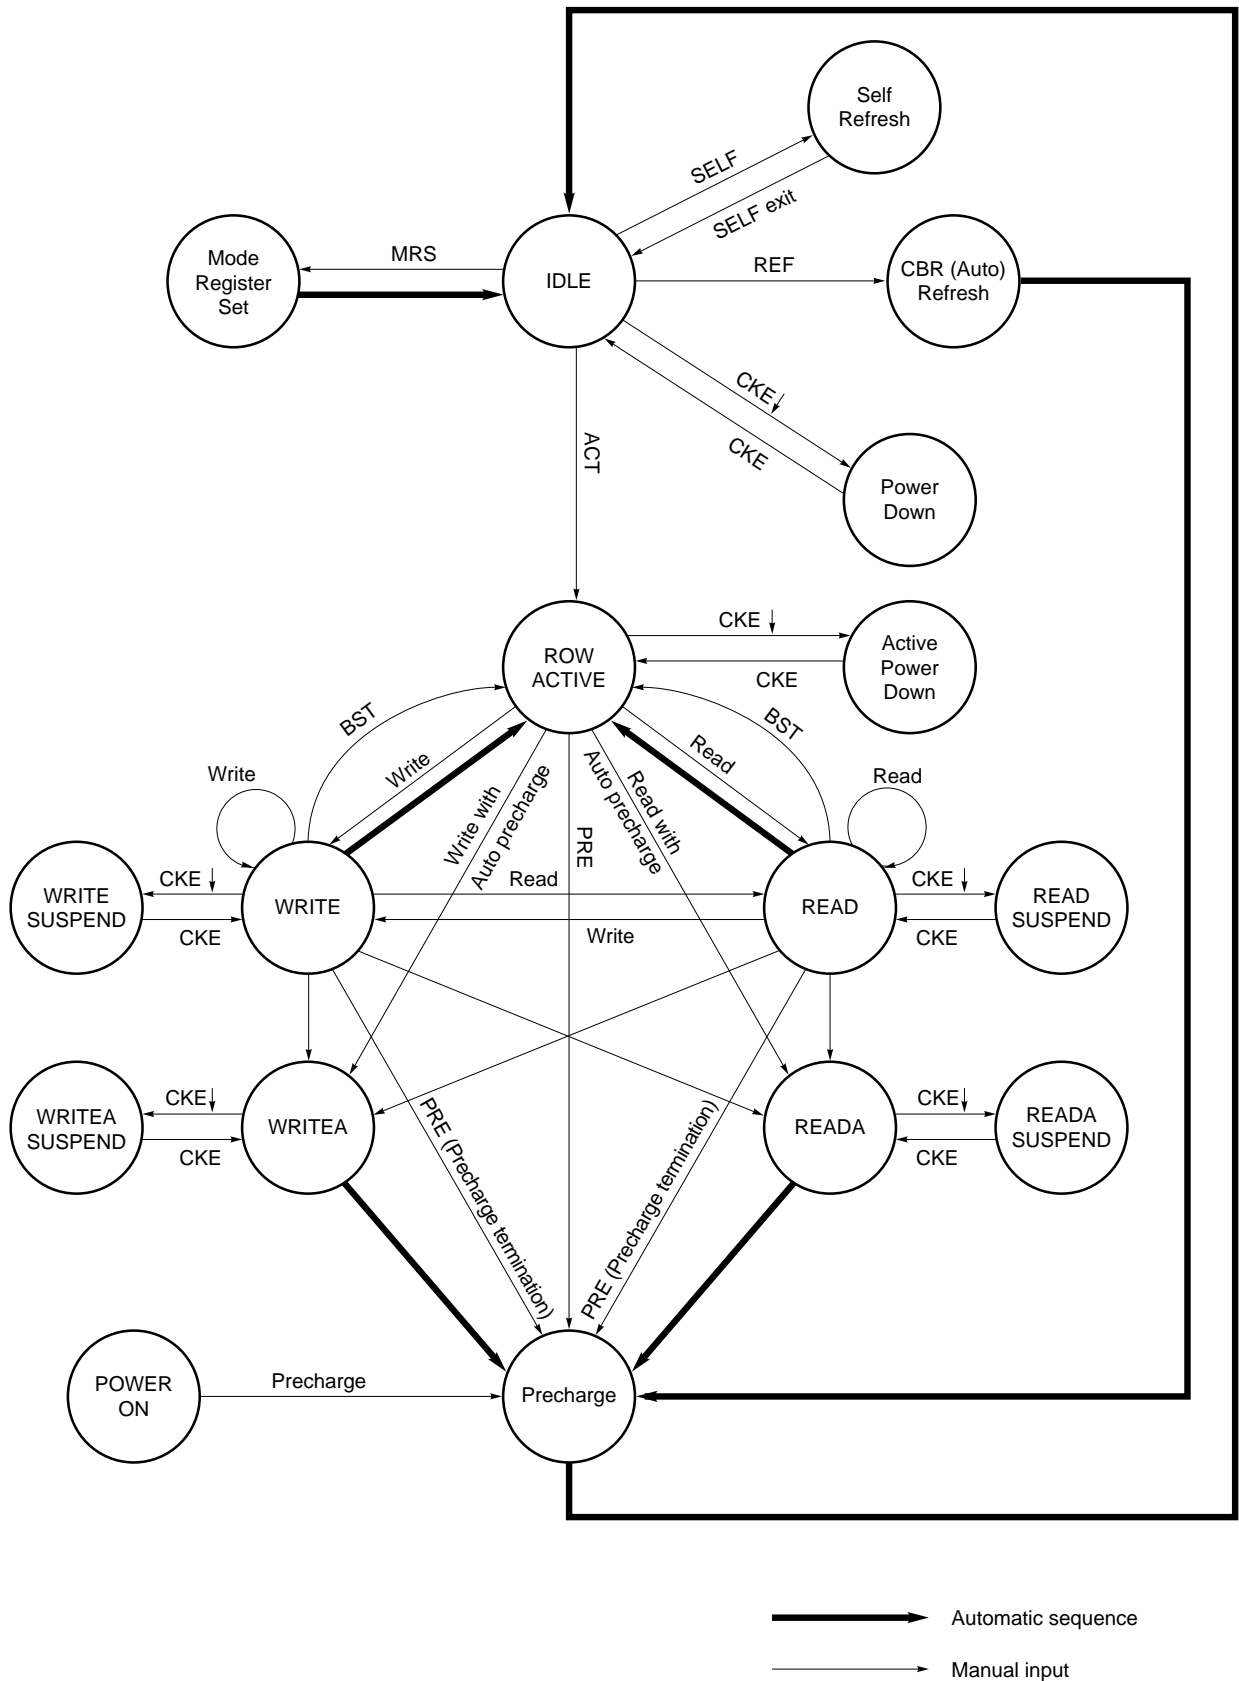 Self
Refresh
SELF
SELF exit
Mode
Register
Set
MRS
IDLE
REF
CBR (Auto)
Refresh
CKE
CKE
ACT
Power
Down
ROW
ACTIVE
CKE
CKE
Active
Power
Down
BST
Write
Read
BST
Write
Read
Write with
Auto precharge
PRE
Read with
Auto precharge
WRITE
SUSPEND
CKE
CKE
WRITE
Read
Write
READ
CKE
CKE
READ
SUSPEND
WRITEA
SUSPEND
CKE
CKE
WRITEA
PRE (Precharge termination)
PRE (Precharge termination)
READA
CKE
CKE
READA
SUSPEND
POWER
ON
Precharge
Precharge
Automatic sequence
Manual input